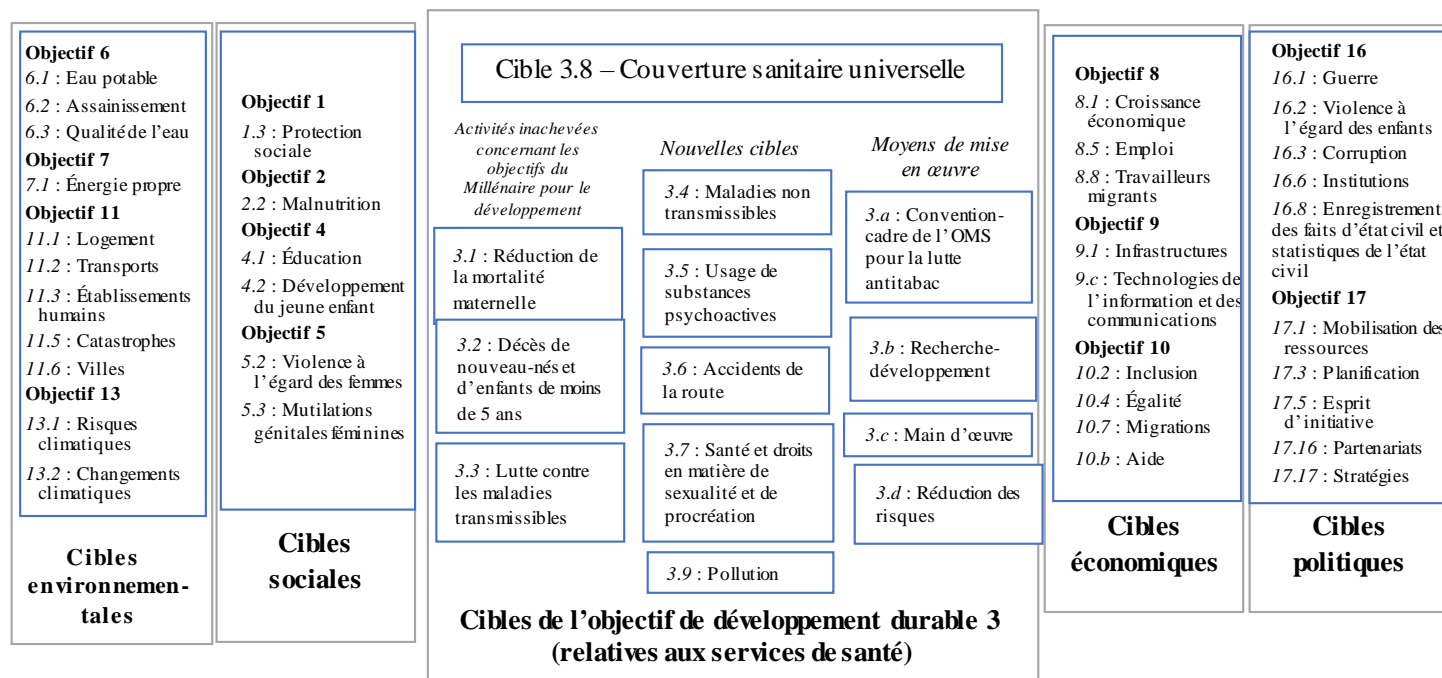 Objectif 6
6.1 : Eau potable
6.2 : Assainissement
6.3 : Qualité de l’eau
Objectif 7
7.1 : Énergie propre
Objectif 11
11.1 : Logement
11.2 : Transports
11.3 : Établissements
humains
11.5 : Catastrophes
11.6 : Villes
Objectif 13
13.1 : Risques
climatiques
13.2 : Changements
climatiques
Cibles
environnemen-
tales
Objectif 1
1.3 : Protection
sociale
Objectif 2
2.2 : Malnutrition
Objectif 4
4.1 : Éducation
4.2 : Développement
du jeune enfant
Objectif 5
5.2 : Violence à
l’égard des femmes
5.3 : Mutilations
génitales féminines
Cibles
sociales
Cible 3.8 – Couverture sanitaire universelle
Activités inachevées
concernant les
objectifs du
Millénaire pour le
développement
3.1 : Réduction de
la mortalité
maternelle
3.2 : Décès de
nouveau-nés et
d’enfants de moins
de 5 ans
3.3 : Lutte contre
les maladies
transmissibles
Nouvelles cibles
3.4 : Maladies non
transmissibles
3.5 : Usage de
substances
psychoactives
3.6 : Accidents de
la route
3.7 : Santé et droits
en matière de
sexualité et de
procréation
3.9 : Pollution
Moyens de mise
en œuvre
3.a : Convention-
cadre de l’OMS
pour la lutte
antitabac
3.b : Recherche-
développement
3.c : Main d’œuvre
3.d : Réduction des
risques
Cibles de l’objectif de développement durable 3
(relatives aux services de santé)
Objectif 8
8.1 : Croissance
économique
8.5 : Emploi
8.8 : Travailleurs
migrants
Objectif 9
9.1 : Infrastructures
9.c : Technologies de
l’information et des
communications
Objectif 10
10.2 : Inclusion
10.4 : Égalité
10.7 : Migrations
10.b : Aide
Cibles
économiques
Objectif 16
16.1 : Guerre
16.2 : Violence à
l’égard des enfants
16.3 : Corruption
16.6 : Institutions
16.8 : Enregistrement
des faits d’état civil et
statistiques de l’état
civil
Objectif 17
17.1 : Mobilisation des
ressources
17.3 : Planification
17.5 : Esprit
d’initiative
17.16 : Partenariats
17.17 : Stratégies
Cibles
politiques